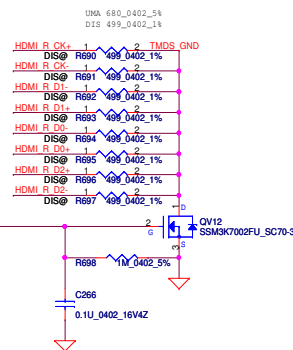 UMA 680_0402_5%
DIS 499_0402_1%
HDMI_R_CK+ 1 2 TMDS_GND
DIS@ R690 499_0402_1%
HDMI_R_CK- 1 2
DIS@ R691 499_0402_1%
HDMI_R_D1- 1 2
DIS@ R692 499_0402_1%
HDMI_R_D1+ 1 2
DIS@ R693 499_0402_1%
HDMI_R_D0- 1 2
DIS@ R694 499_0402_1%
HDMI_R_D0+ 1 2
DIS@ R695 499_0402_1%
HDMI_R_D2+ 1 2
DIS@ R696 499_0402_1%
HDMI_R_D2- 1 2
DIS@ R697 499_0402_1%
1 D
2 G QV12
SSM3K7002FU_SC70-3
3 S
R698 1M_0402_5%
C266
0.1U_0402_16V4Z